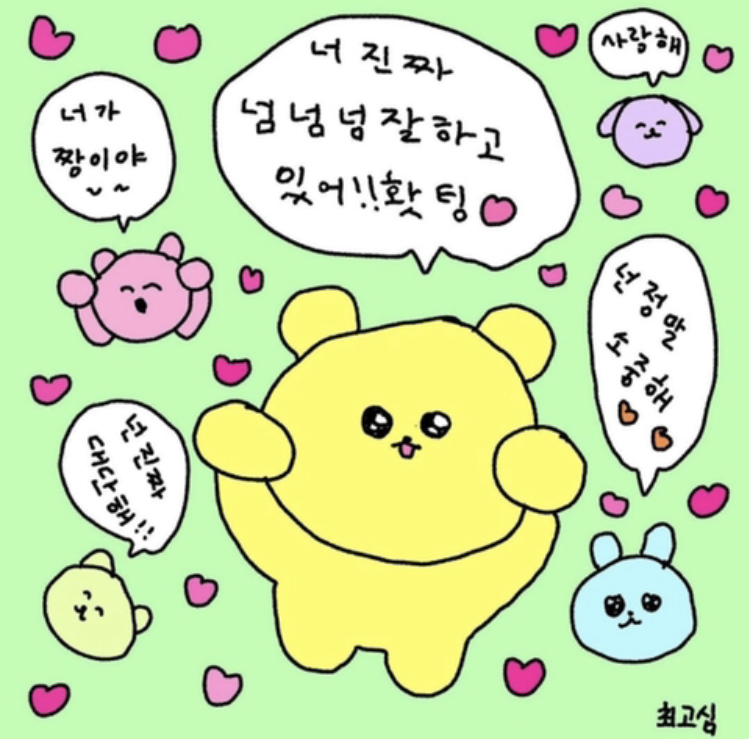 너 진짜
넘넘넘잘하고
있어!!홧팅
사랑해
너가
짱이야
넌정말
소중해
넌진짜
대단해!!
최고심